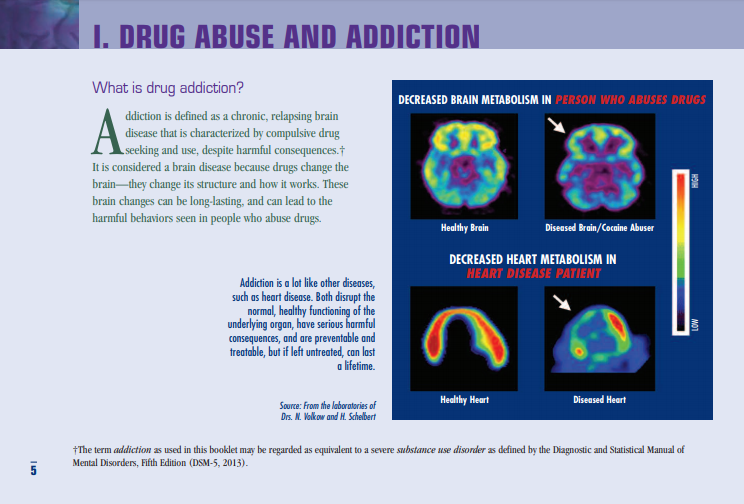 I. DRUG ABUSE AND ADDICTION
What is drug addiction?
Addiction is defined as a chronic, relapsing brain
disease that is characterized by compulsive drug
seeking and use, despite harmful consequences.†
It is considered a brain disease because drugs change the
brain—they change its structure and how it works. These
brain changes can be long-lasting, and can lead to the
harmful behaviors seen in people who abuse drugs.
Addiction is a lot like other diseases,
such as heart disease. Both disrupt the
normal, healthy functioning of the
underlying organ, have serious harmful
consequences, and are preventable and
treatable, but if left untreated, can last
a lifetime.
Source: From the laboratories of
Drs. N. Volkow and H. Schelbert
DECREASED BRAIN METABOLISM IN PERSON WHO ABUSES DRUGS
Healthy Brain
Diseased Brain/Cocaine Abuser
DECREASED HEART METABOLISM IN
HEART DISEASE PATIENT
Healthy Heart
Diseased Heart
HIGH
LOW
†The term addiction as used in this booklet may be regarded as equivalent to a severe substance use disorder as defined by the Diagnostic and Statistical Manual of
Mental Disorders, Fifth Edition (DSM-5, 2013).
5